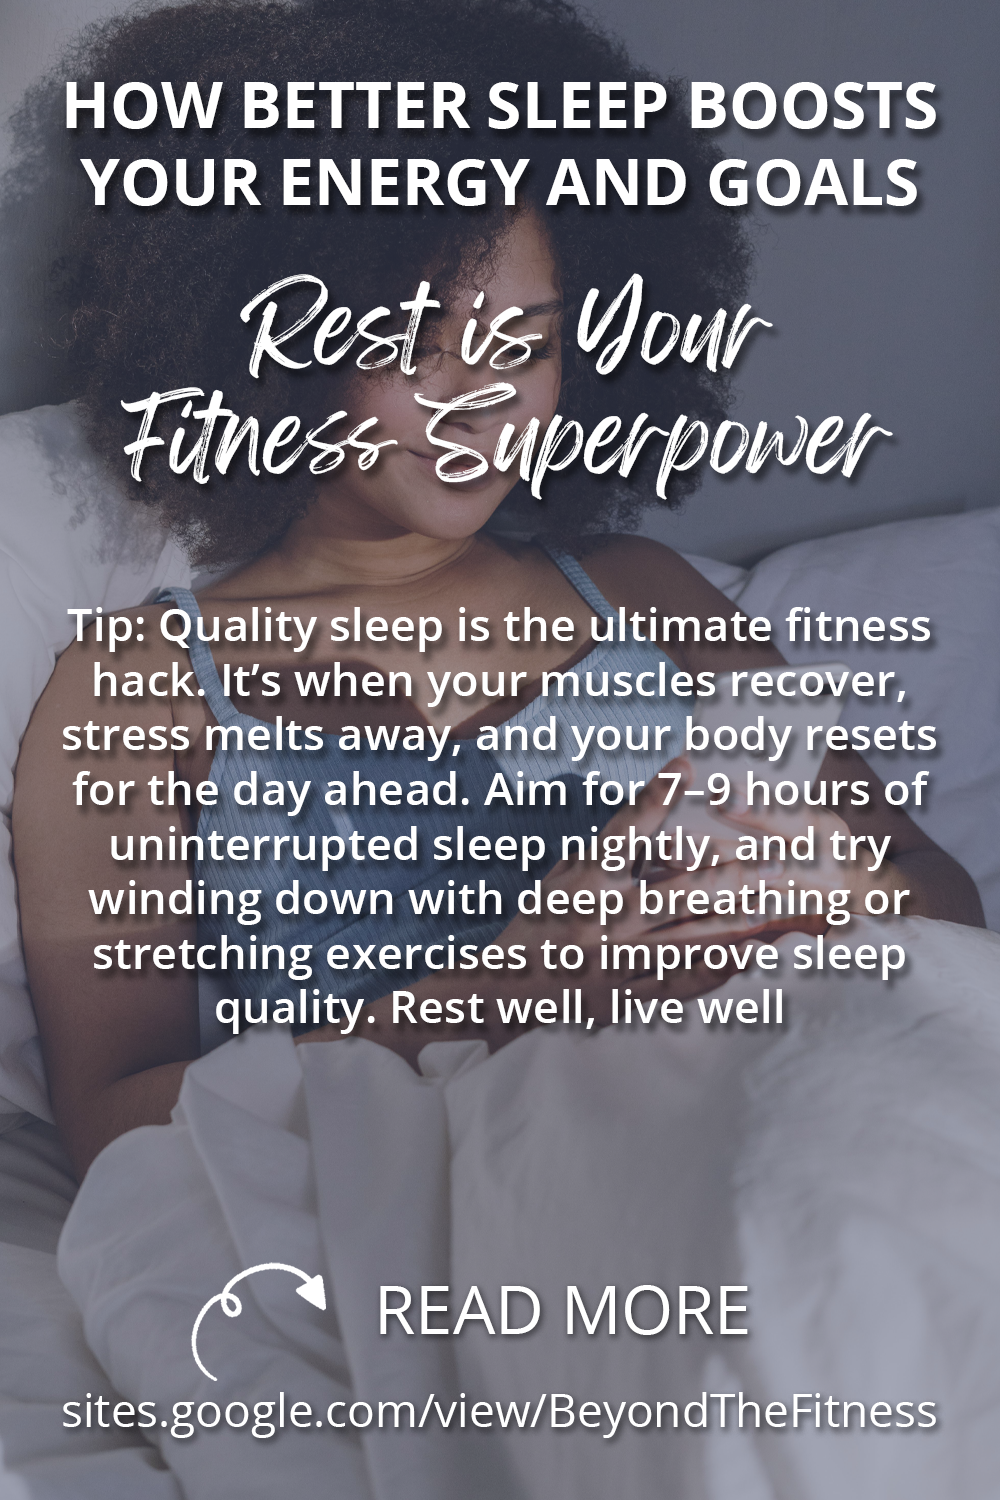 HOW BETTER SLEEP BOOSTS
YOUR ENERGY AND GOALS
Rest is Your
Fitness Superpower
Tip: Quality sleep is the ultimate fitness
hack. It’s when your muscles recover,
stress melts away, and your body resets
for the day ahead. Aim for 7–9 hours of
uninterrupted sleep nightly, and try
winding down with deep breathing or
stretching exercises to improve sleep
quality. Rest well, live well
READ MORE
sites.google.com/view/BeyondTheFitness